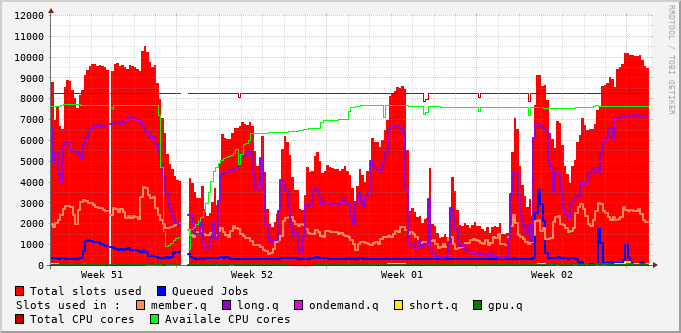 12000
11000
10000
9000
8000
7000
6000
5000
4000
3000
2000
1000
0
Week 51 Week 52 Week 01 Week 02
Total slots used Queued Jobs
Slots used in : member.q long.q ondemand.q short.q gpu.q
Total CPU cores Availale CPU cores
RRDTOOL / TOBI OETIKER